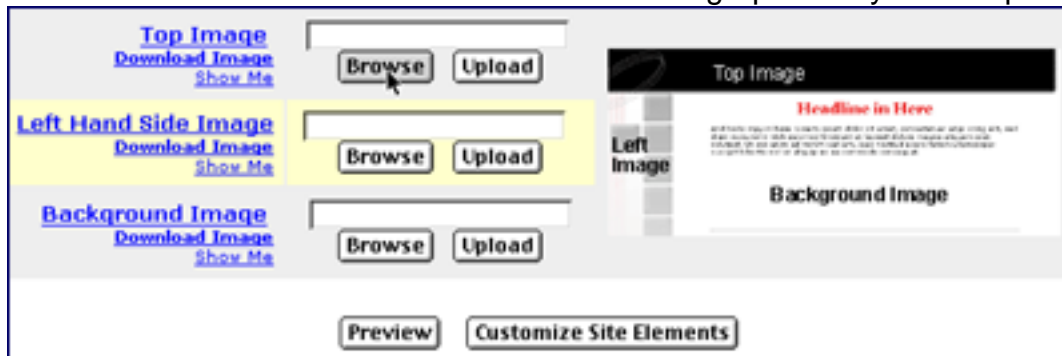 Top Image
Download Image
Show Me
Browse Upload
Left Hand Side Image
Download Image
Show Me
Browse Upload
Background Image
Download Image
Show Me
Browse Upload
Top Image
Headline in Here
Left
Image
Background Image
Preview Customize Site Elements